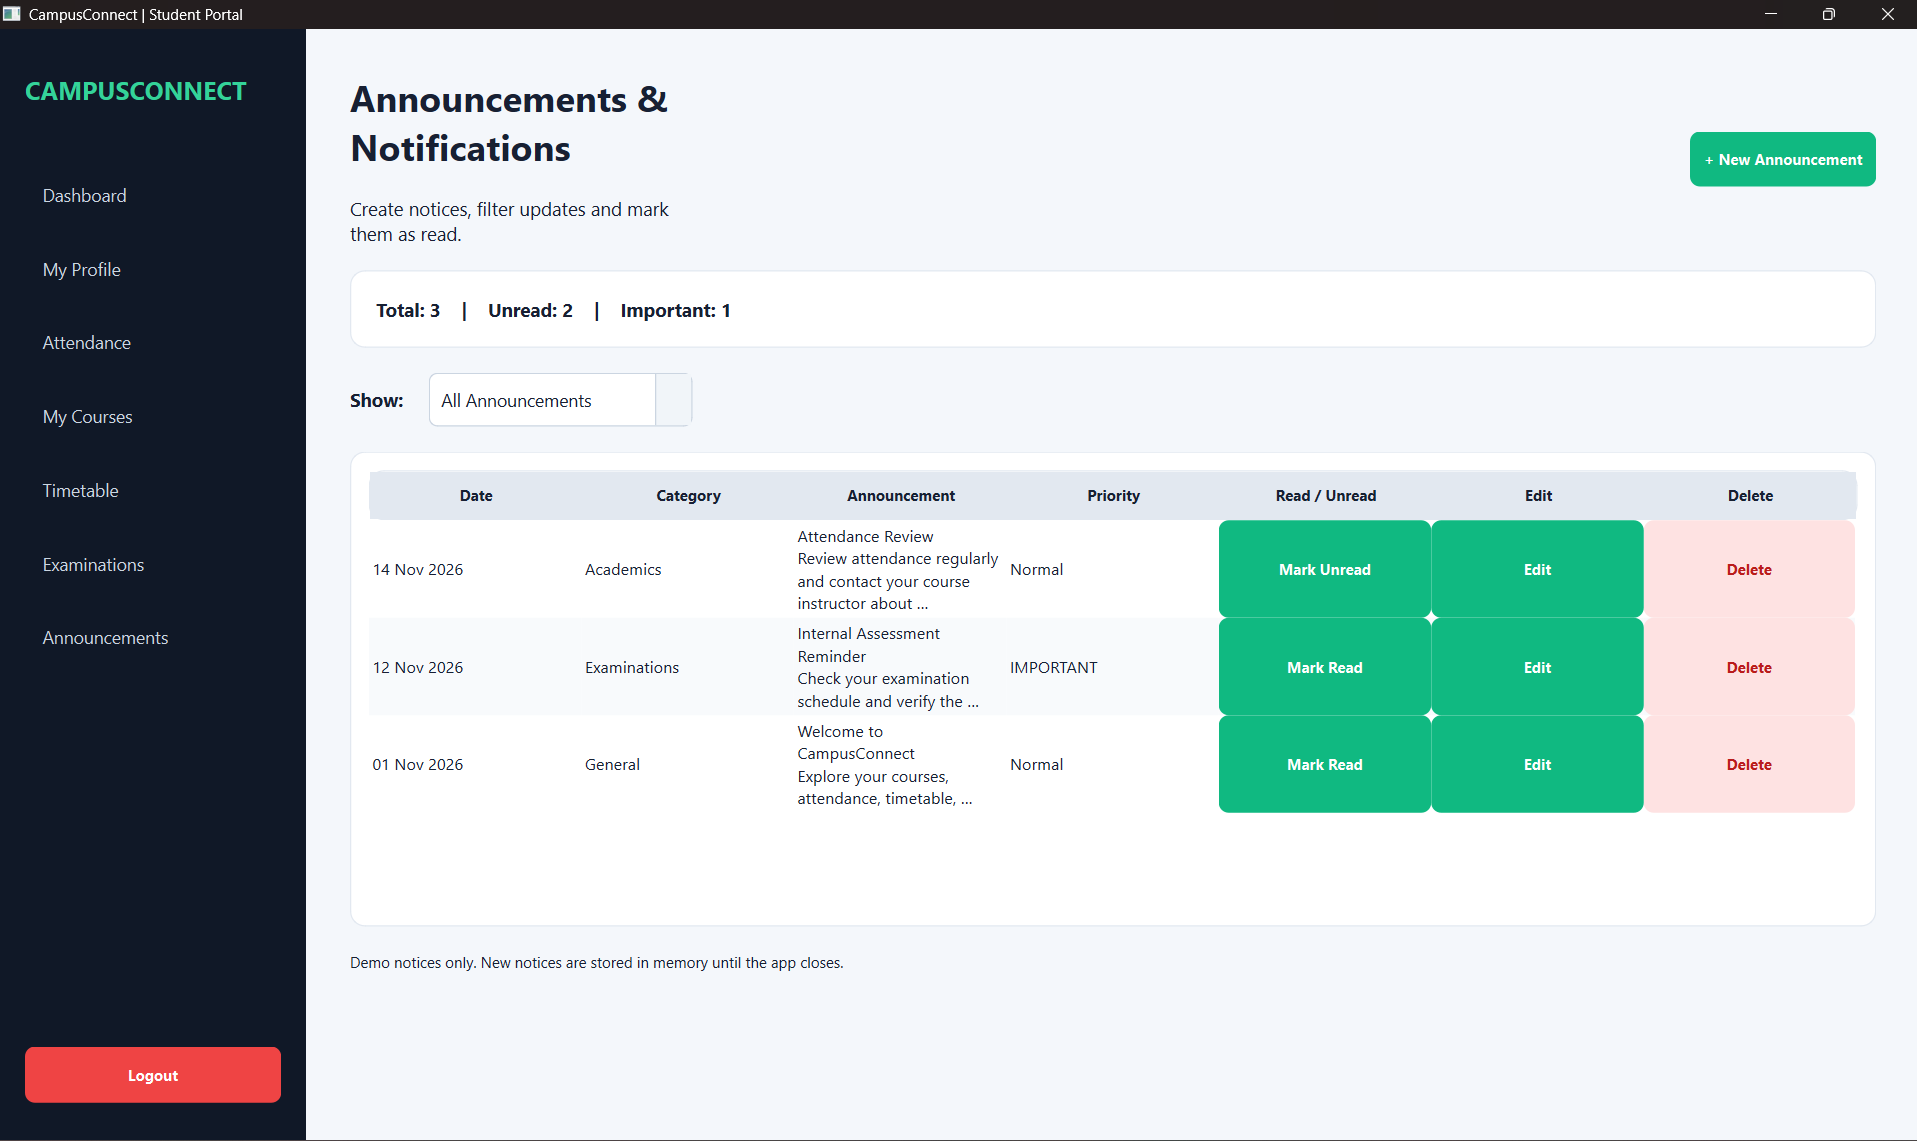 CampusConnect | Student Portal
CAMPUSCONNECT
Dashboard
My Profile
Attendance
My Courses
Timetable
Examinations
Announcements
Logout
Announcements &
Notifications
Create notices, filter updates and mark
them as read.
+ New Announcement
Total: 3 | Unread: 2 | Important: 1
Show: All Announcements
Date Category Announcement Priority Read / Unread Edit Delete
14 Nov 2026 Academics
Attendance Review
Review attendance regularly
and contact your course
instructor about ...
Normal Mark Unread Edit Delete
12 Nov 2026 Examinations
Internal Assessment
Reminder
Check your examination
schedule and verify the ...
IMPORTANT Mark Read Edit Delete
01 Nov 2026 General
Welcome to
CampusConnect
Explore your courses,
attendance, timetable, ...
Normal Mark Read Edit Delete
Demo notices only. New notices are stored in memory until the app closes.